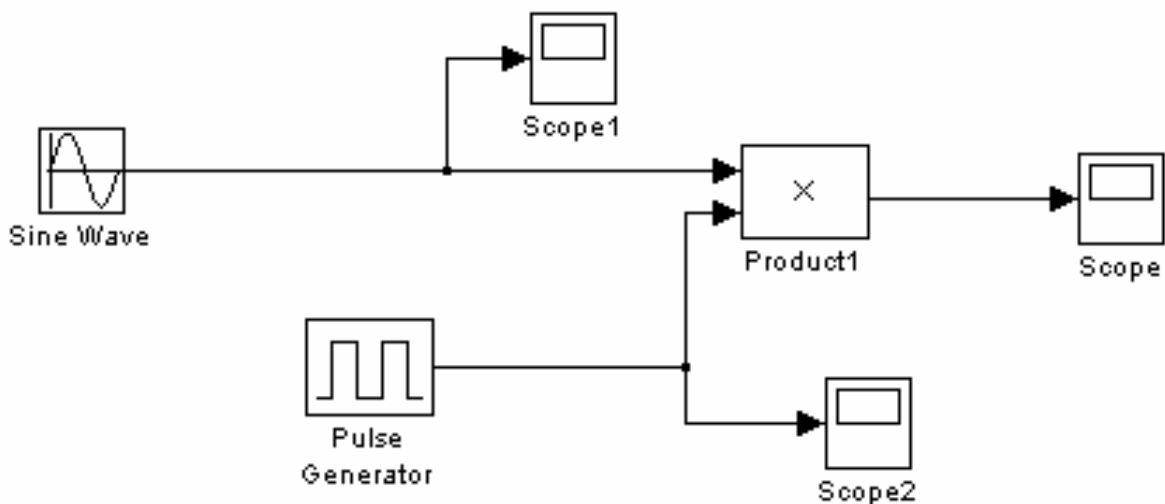 Scope1
Sine Wave
×
Product1
Scope
Pulse
Generator
Scope2